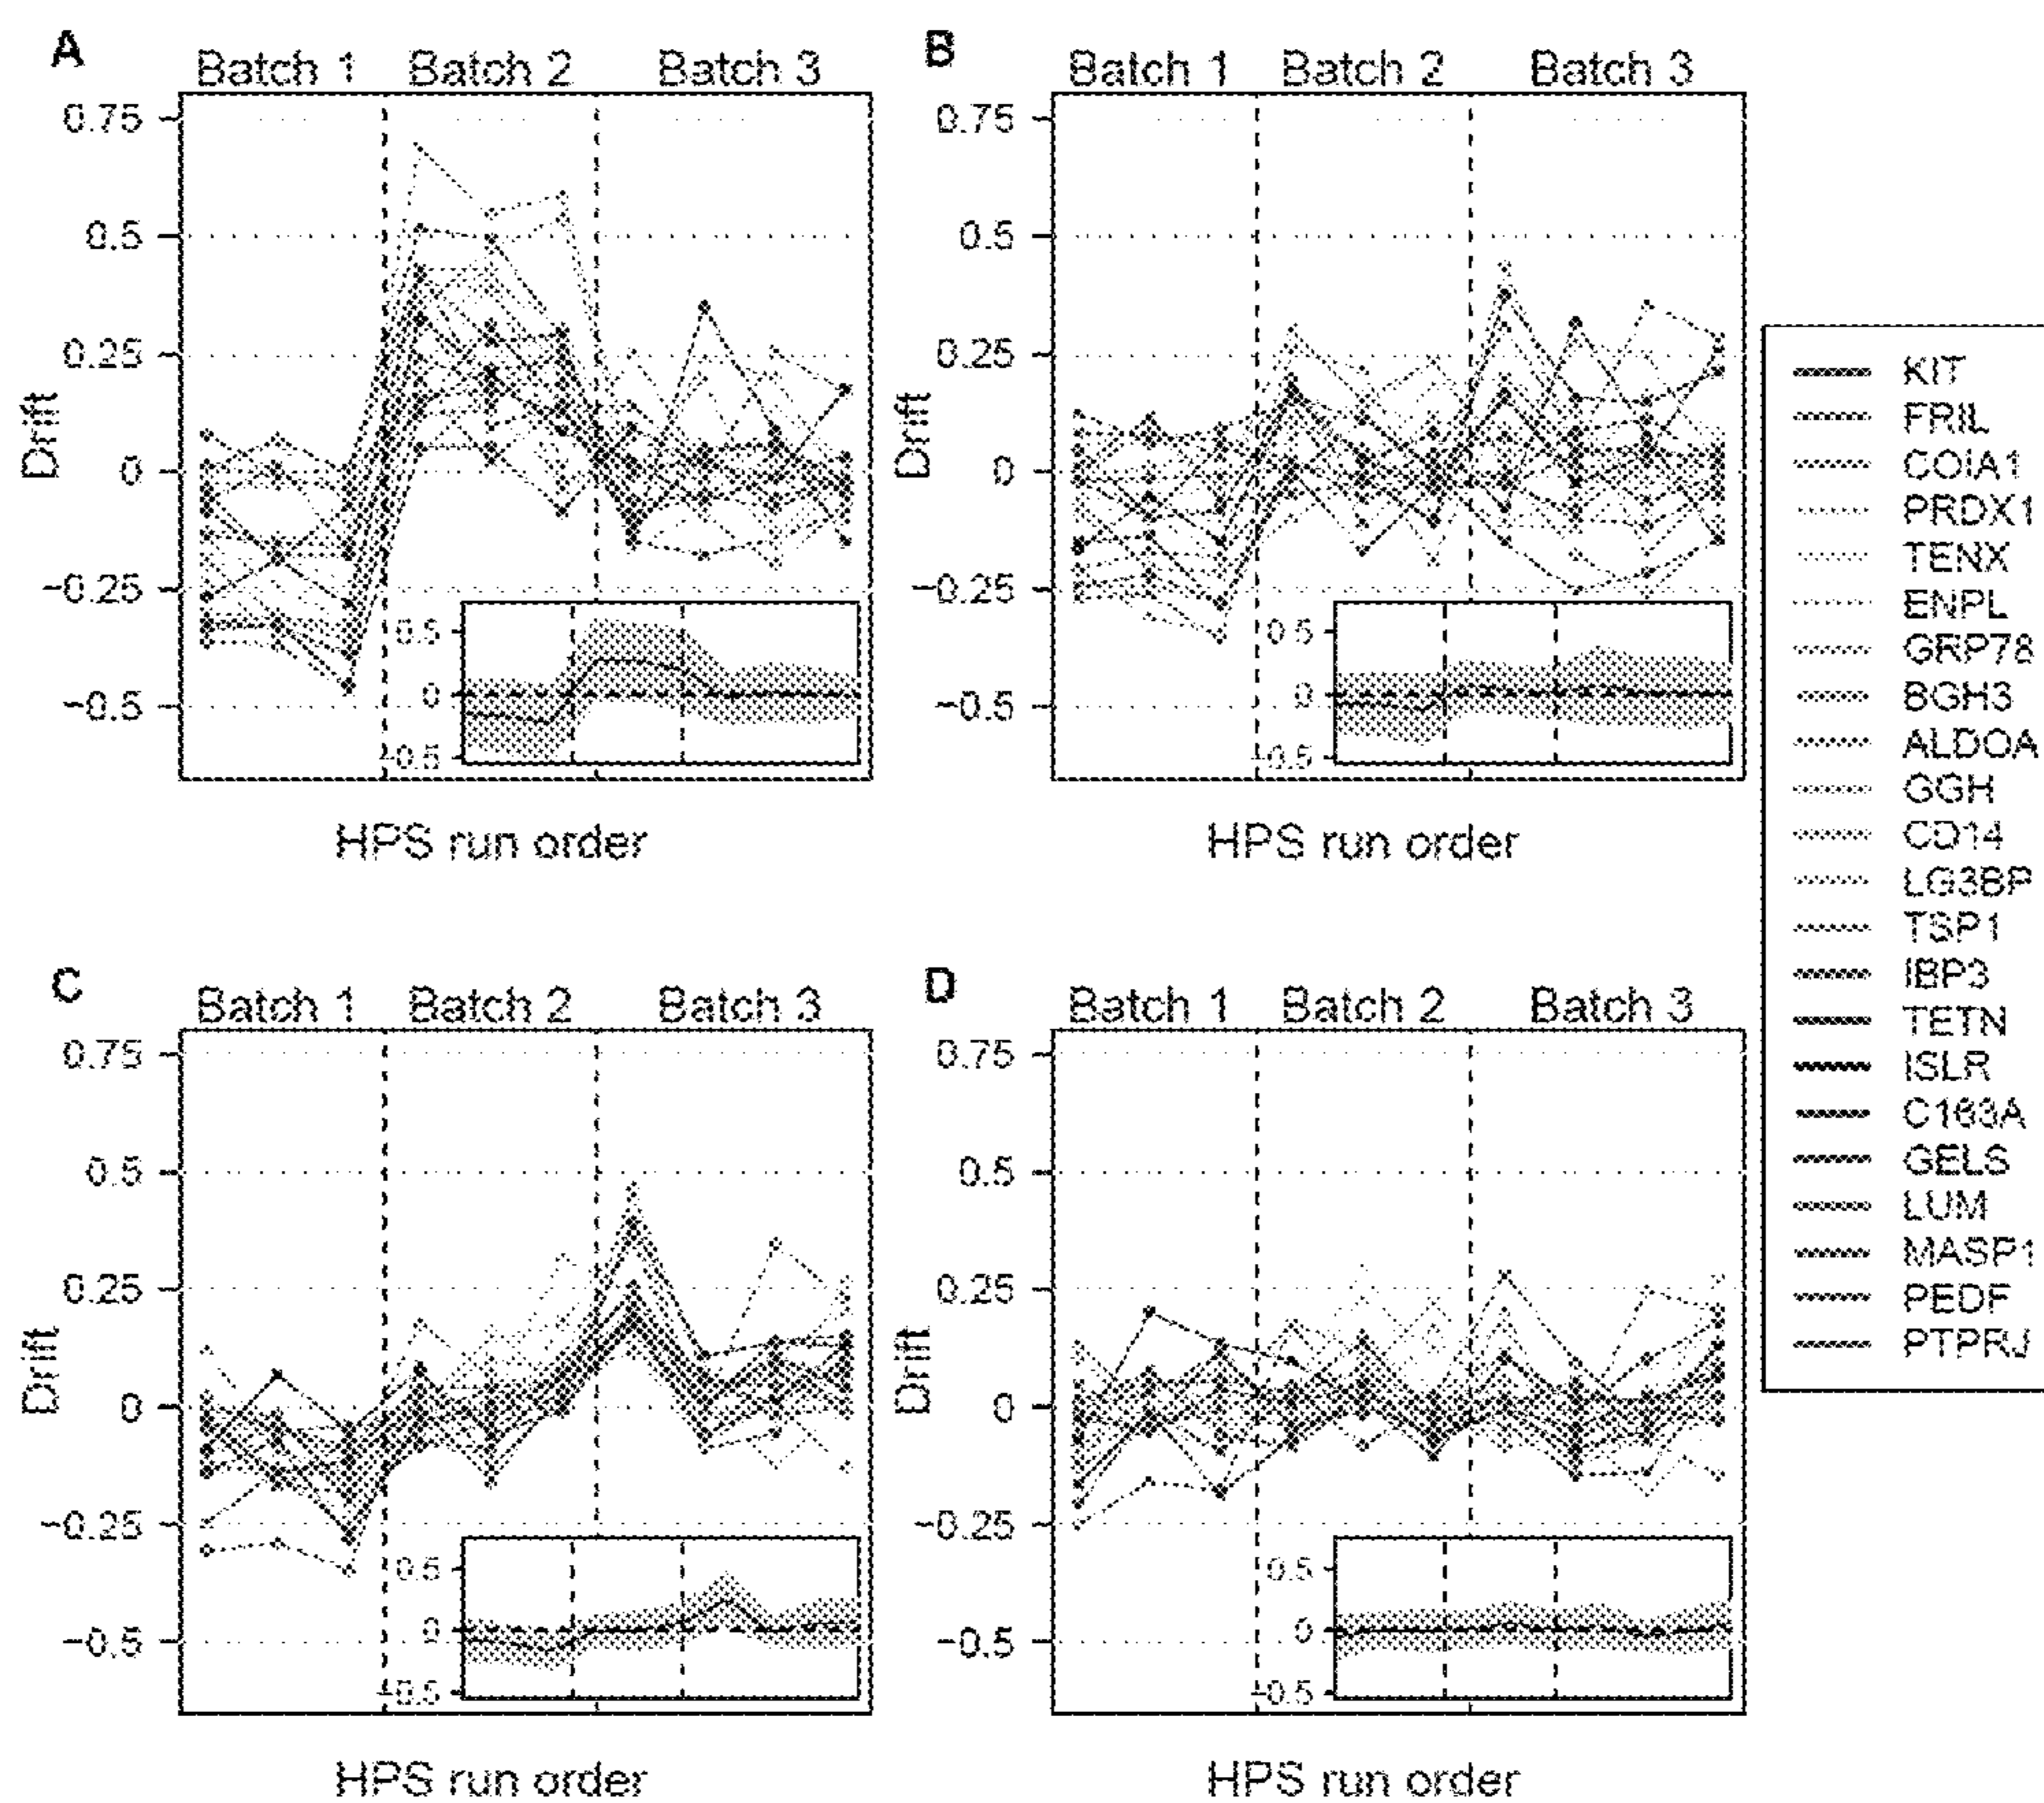 A
Batch 1 Batch 2 Batch 3
0.75
0.5
0.25
0
−0.25
−0.5
Drift
0.5
0
-0.5
HPS run order
B
Batch 1 Batch 2 Batch 3
0.75
0.5
0.25
0
−0.25
−0.5
Drift
0.5
0
-0.5
HPS run order
C
Batch 1 Batch 2 Batch 3
0.75
0.5
0.25
0
−0.25
−0.5
Drift
0.5
0
-0.5
HPS run order
D
Batch 1 Batch 2 Batch 3
0.75
0.5
0.25
0
−0.25
−0.5
Drift
0.5
0
-0.5
HPS run order
KIT
FRIL
COIA1
PRDX1
TENX
ENPL
GRP78
BGH3
ALDOA
GGH
CD14
LG3BP
TSP1
IBP3
TETN
ISLR
C163A
GELS
LUM
MASP1
PEDF
PTPRJ